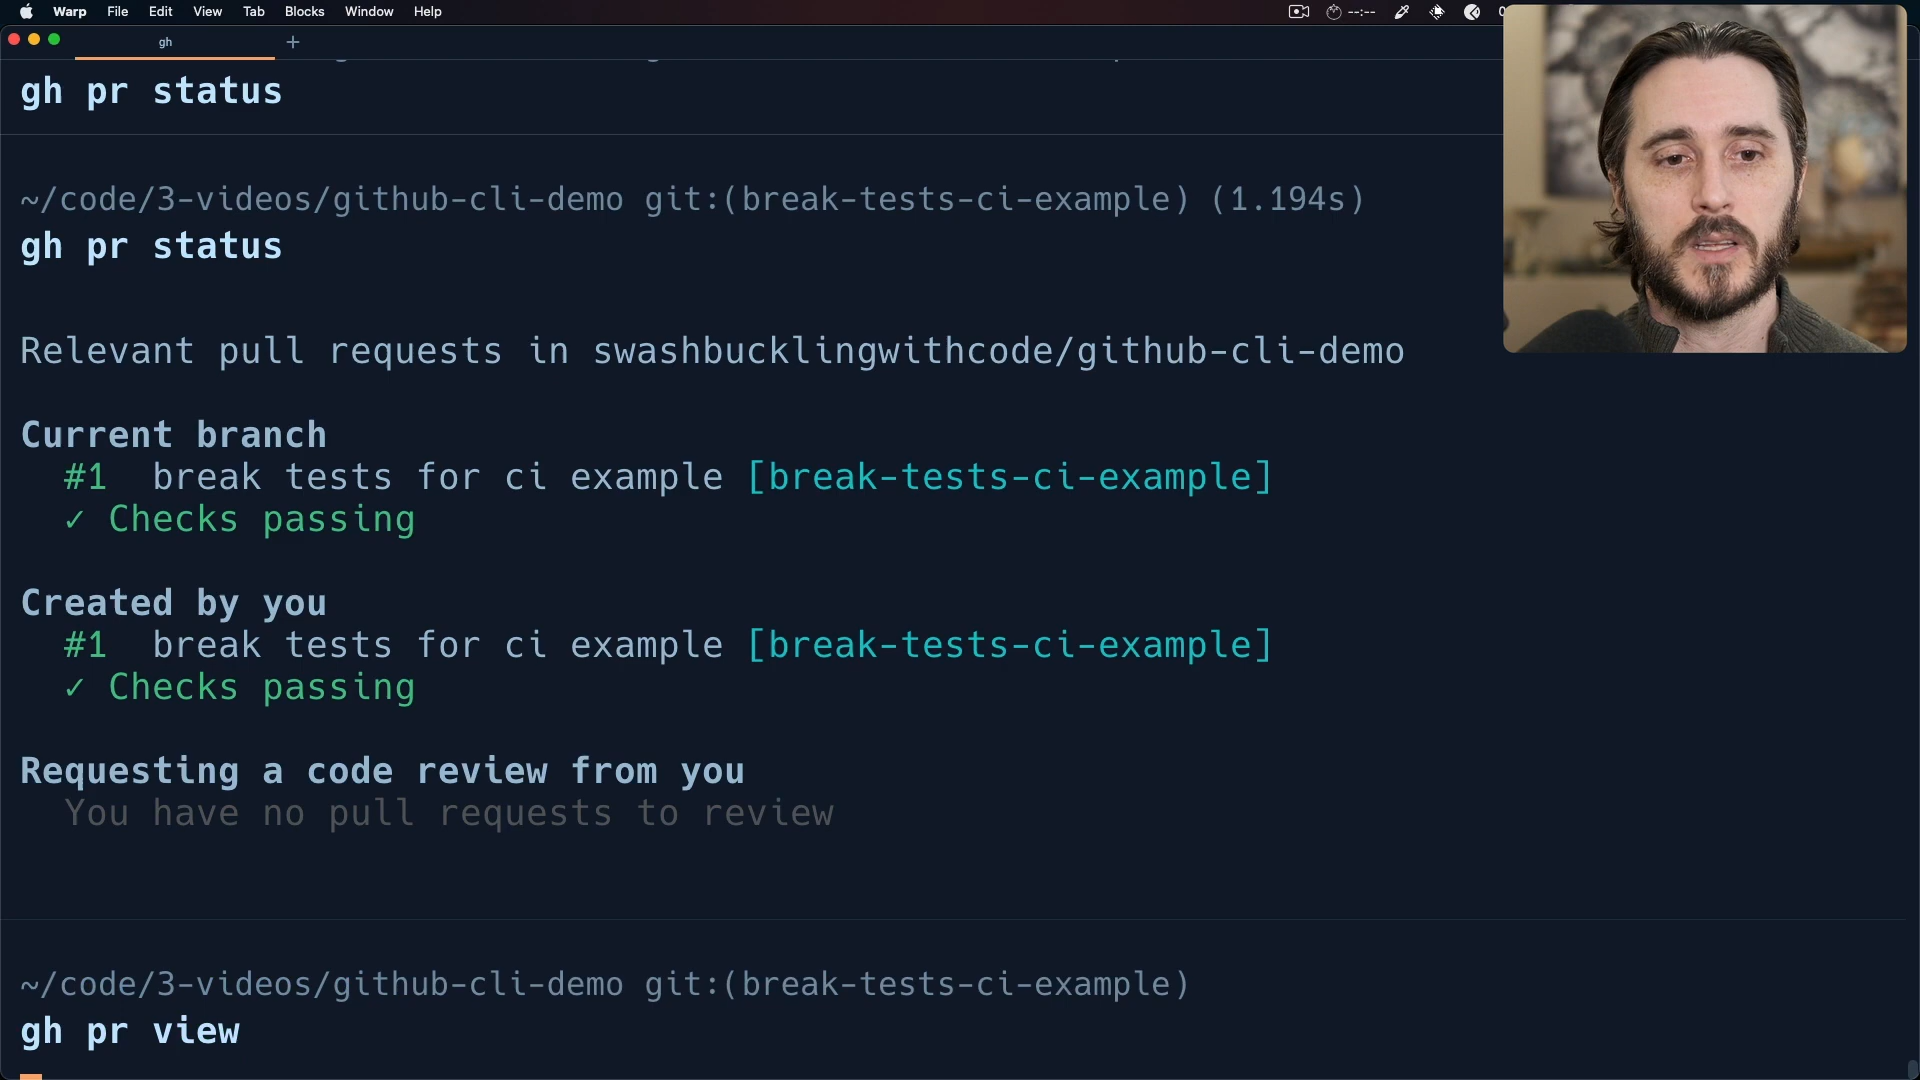 Warp File Edit View Tab Blocks Window Help --:--
gh
gh pr status
~/code/3-videos/github-cli-demo git:(break-tests-ci-example) (1.194s)
gh pr status
Relevant pull requests in swashbucklingwithcode/github-cli-demo
Current branch
#1 break tests for ci example [break-tests-ci-example]
✓ Checks passing
Created by you
#1 break tests for ci example [break-tests-ci-example]
✓ Checks passing
Requesting a code review from you
You have no pull requests to review
~/code/3-videos/github-cli-demo git:(break-tests-ci-example)
gh pr view